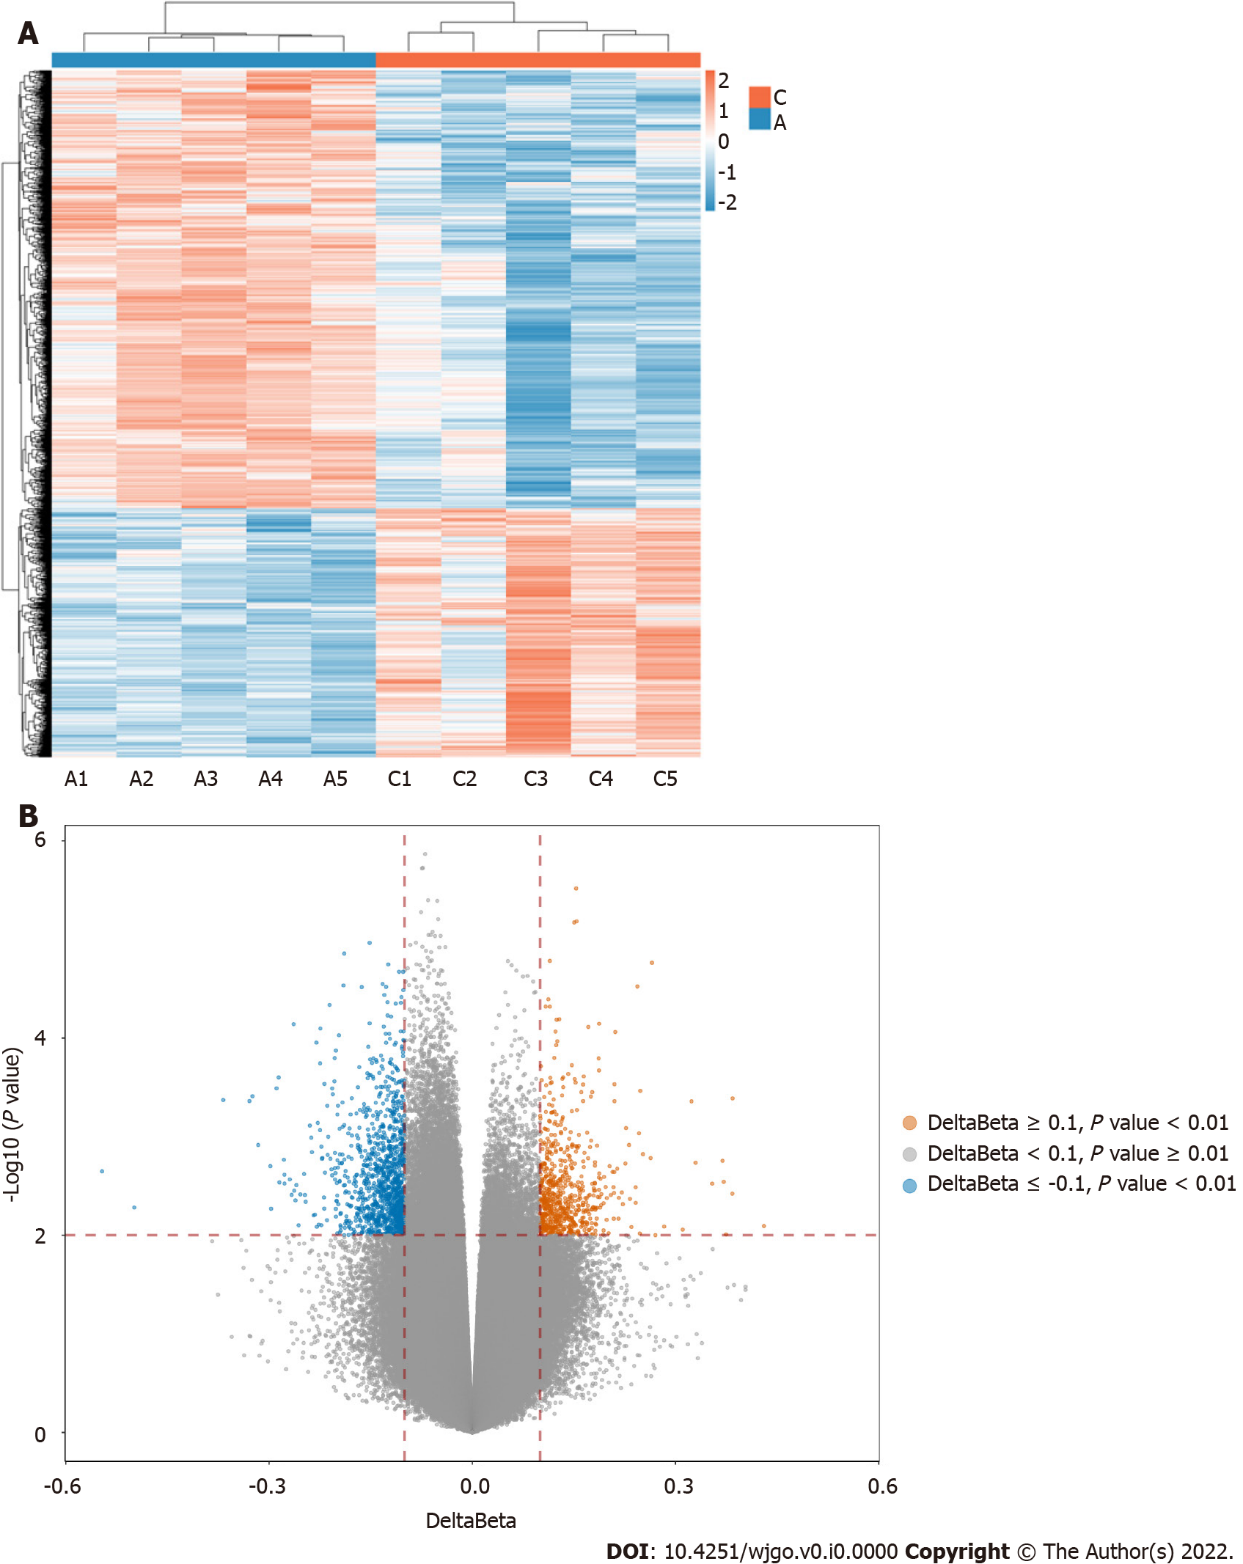 A
2
1
0
-1
-2
C
A
A1 A2 A3 A4 A5 C1 C2 C3 C4 C5
B
6
4
2
0
-Log10 (P value)
-0.6 -0.3 0.0 0.3 0.6
DeltaBeta
DeltaBeta ≥ 0.1, P value < 0.01
DeltaBeta < 0.1, P value ≥ 0.01
DeltaBeta ≤ -0.1, P value < 0.01
DOI: 10.4251/wjgo.v0.i0.0000 Copyright © The Author(s) 2022.